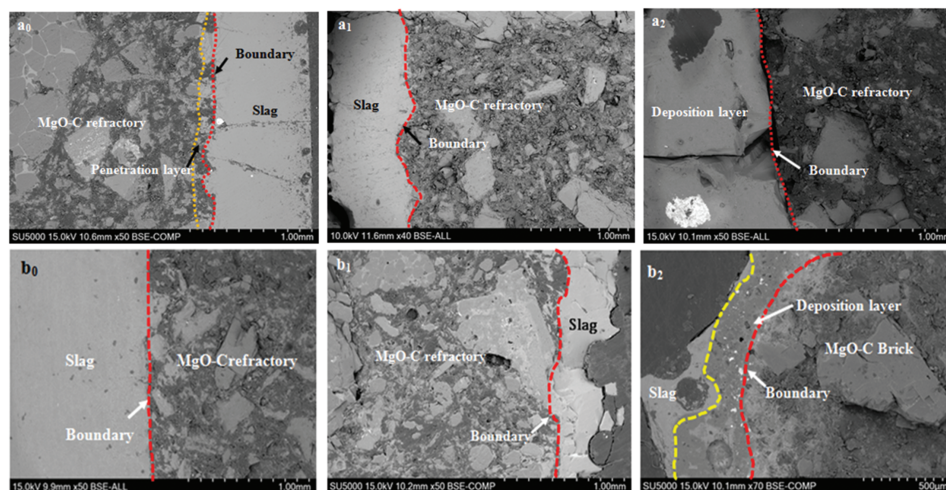 a0
Boundary
Slag
MgO-C refractory
Penetration layer
SU5000 15.0kV 10.6mm x50 BSE-COMP
1.00mm
a1
Slag
MgO-C refractory
Boundary
10.0kV 11.6mm x40 BSE-ALL
1.00mm
a2
Deposition layer
MgO-C refractory
Boundary
15.0kV 10.1mm x50 BSE-ALL
1.00mm
b0
Slag
MgO-Crefractory
Boundary
15.0kV 9.9mm x50 BSE-ALL
1.00mm
b1
Slag
MgO-C refractory
Boundary
SU5000 15.0kV 10.2mm x50 BSE-COMP
1.00mm
b2
Deposition layer
MgO-C Brick
Boundary
Slag
SU5000 15.0kV 10.1mm x70 BSE-COMP
500µm